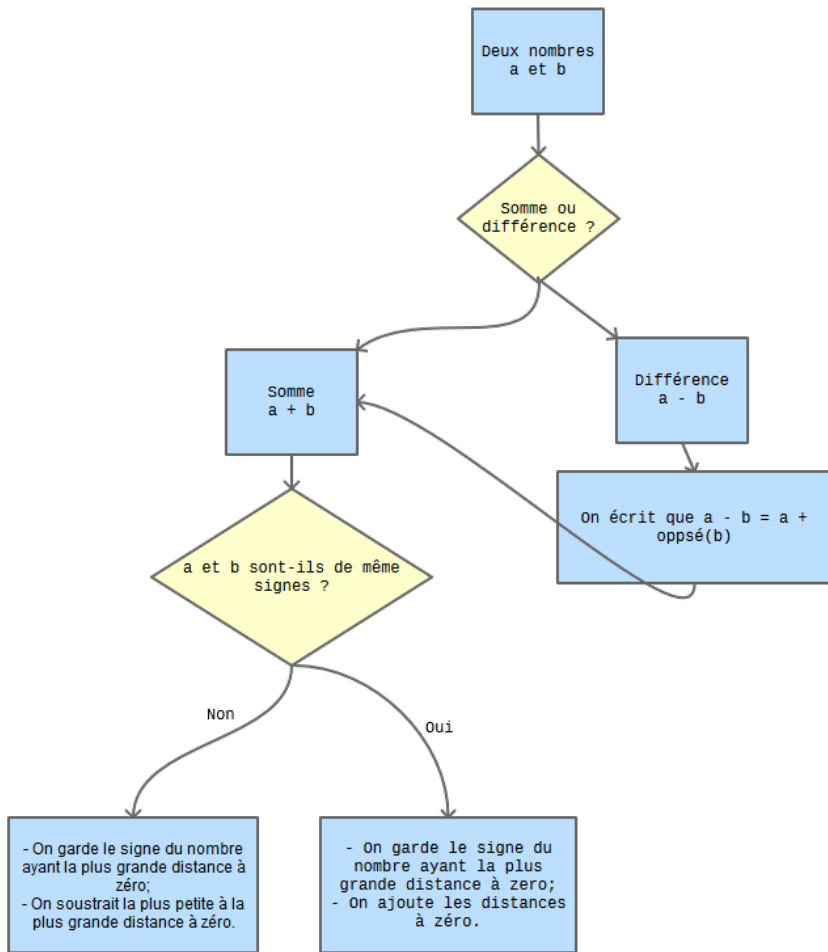 Deux nombres
a et b
Somme ou
différence ?
Somme
a + b
Différence
a - b
On écrit que a - b = a +
oppsé(b)
a et b sont-ils de même
signes ?
Non
Oui
- On garde le signe du nombre
ayant la plus grande distance à
zéro;
- On soustrait la plus petite à la
plus grande distance à zéro.
- On garde le signe du
nombre ayant la plus
grande distance à zero;
- On ajoute les distances
à zéro.